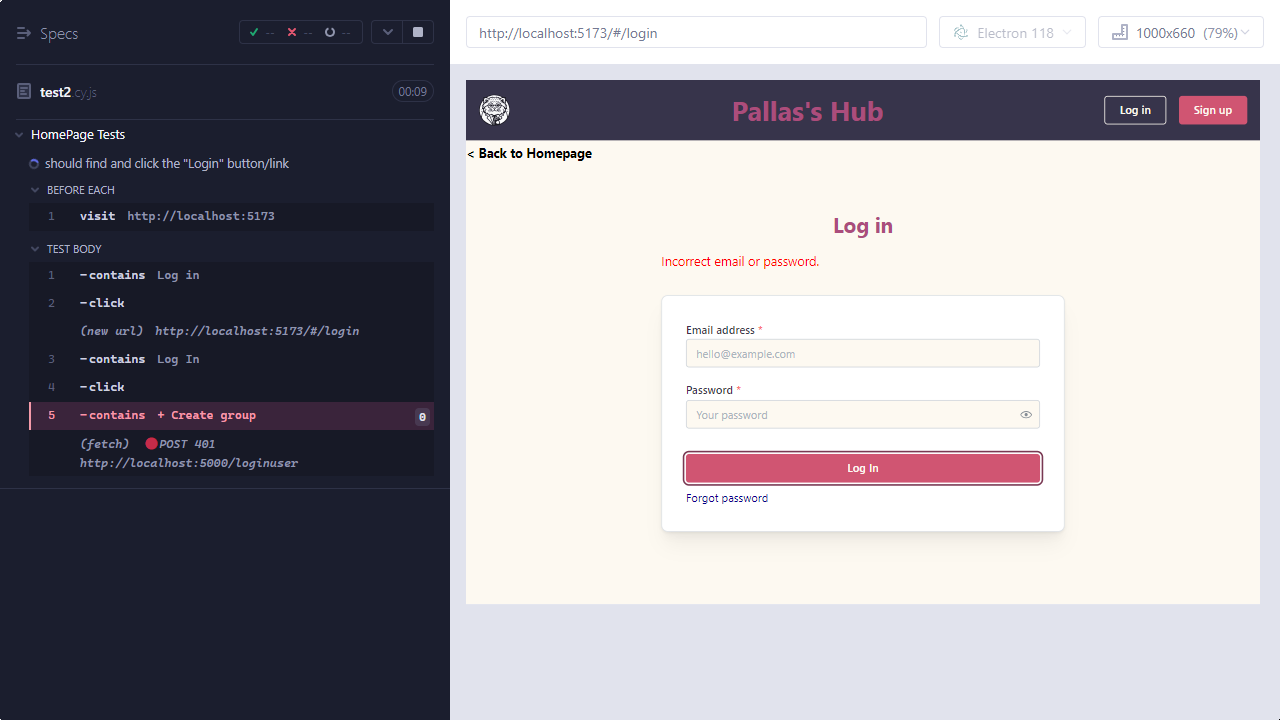 Specs
-- -- --
test2.cy.js 00:09
HomePage Tests
should find and click the "Login" button/link
BEFORE EACH
1 visit http://localhost:5173
TEST BODY
1 -contains Log in
2 -click
(new url) http://localhost:5173/#/login
3 -contains Log In
4 -click
5 -contains + Create group 0
(fetch) POST 401
http://localhost:5000/loginuser
http://localhost:5173/#/login
Electron 118
1000x660 (79%)
Pallas's Hub
Log in
Sign up
< Back to Homepage
Log in
Incorrect email or password.
Email address *
hello@example.com
Password *
Your password
Log In
Forgot password